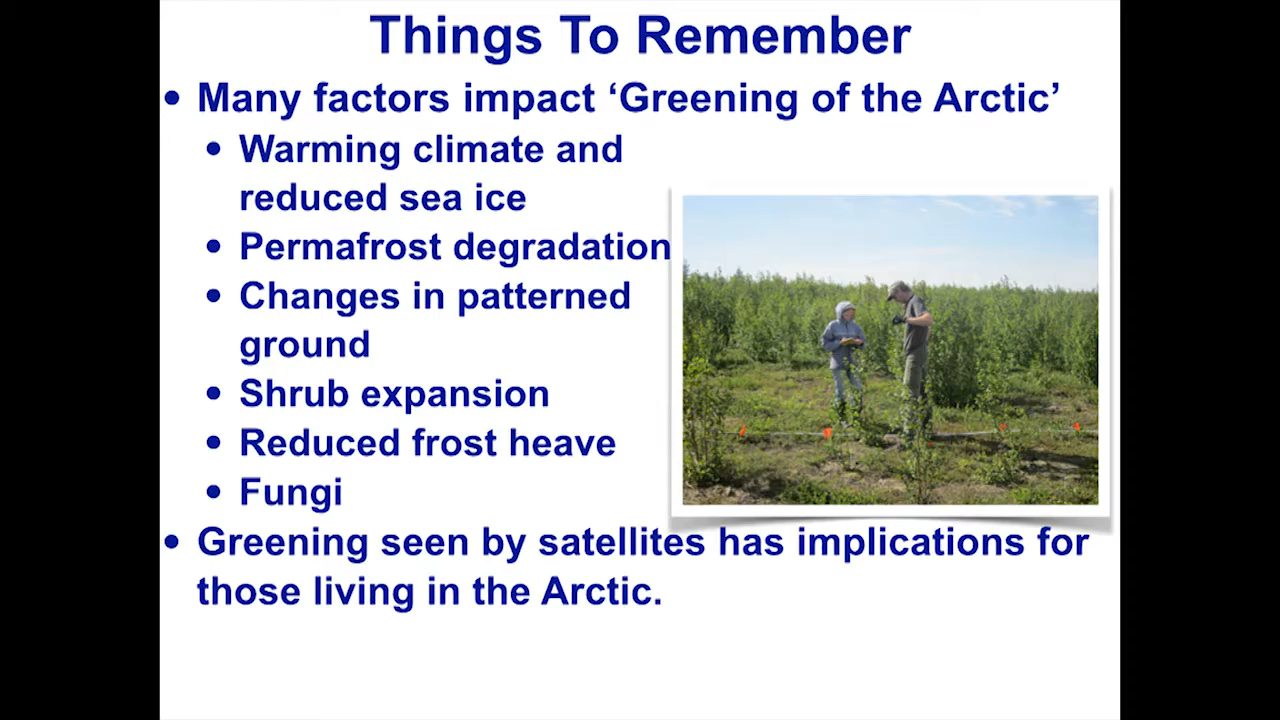 Things To Remember
• Many factors impact ‘Greening of the Arctic’
• Warming climate and
reduced sea ice
• Permafrost degradation
• Changes in patterned
ground
• Shrub expansion
• Reduced frost heave
• Fungi
• Greening seen by satellites has implications for
those living in the Arctic.